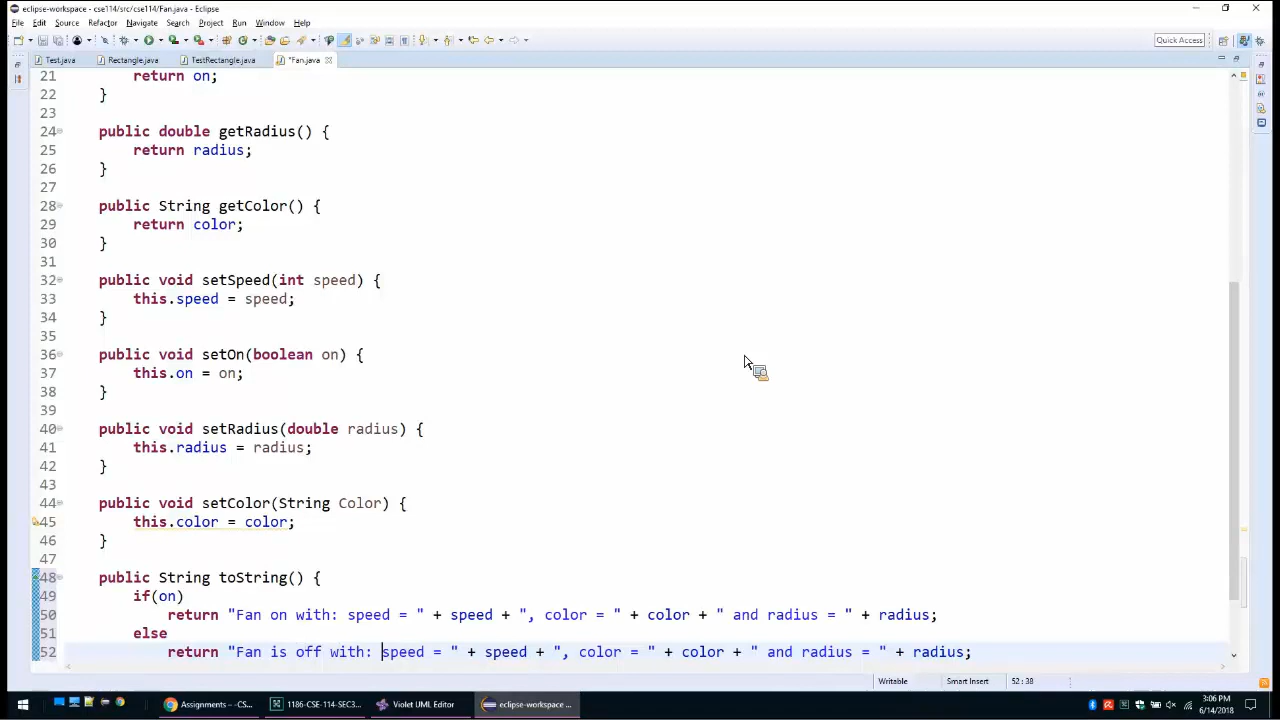 eclipse-workspace - cse114/src/cse114/Fan.java - Eclipse
File Edit Source Refactor Navigate Search Project Run Window Help
Quick Access
Test.java Rectangle.java TestRectangle.java *Fan.java
21 return on;
22 }
23
24 public double getRadius() {
25 return radius;
26 }
27
28 public String getColor() {
29 return color;
30 }
31
32 public void setSpeed(int speed) {
33 this.speed = speed;
34 }
35
36 public void setOn(boolean on) {
37 this.on = on;
38 }
39
40 public void setRadius(double radius) {
41 this.radius = radius;
42 }
43
44 public void setColor(String Color) {
45 this.color = color;
46 }
47
48 public String toString() {
49 if(on)
50 return "Fan on with: speed = " + speed + ", color = " + color + " and radius = " + radius;
51 else
52 return "Fan is off with: speed = " + speed + ", color = " + color + " and radius = " + radius;
Writable Smart Insert 52 : 38
Assignments – <CS... 1186-CSE-114-SEC3... Violet UML Editor eclipse-workspace ... 3:06 PM
6/14/2018